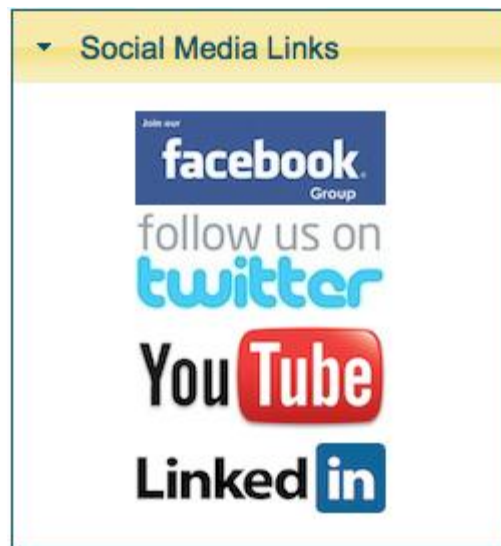 Social Media Links
Join our
facebook.
Group
follow us on
twitter
YouTube
Linked in